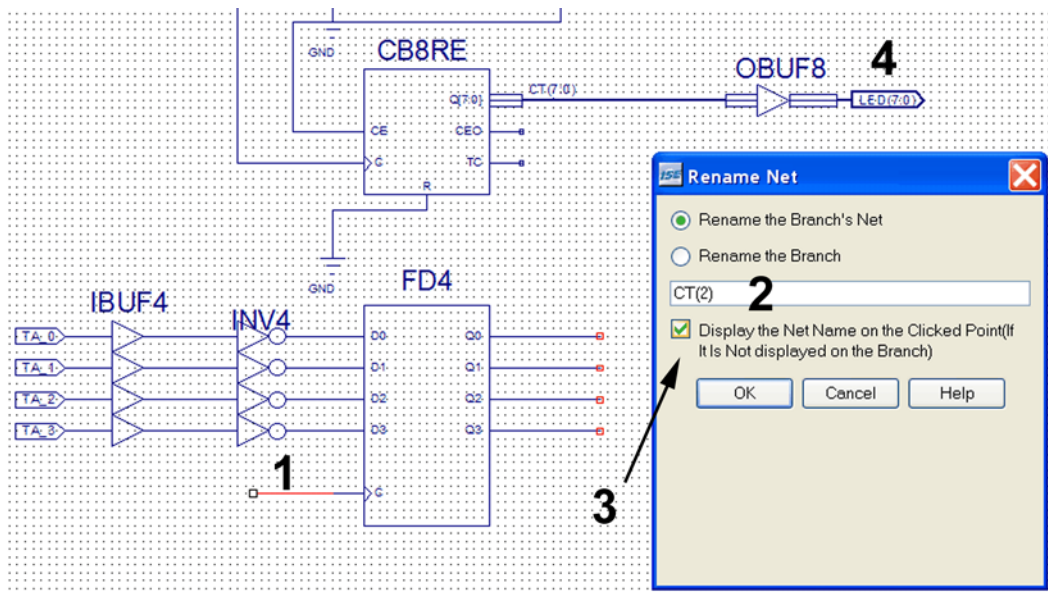 GND
CB8RE
OBUF8
4
Q[7:0]
CT(7:0)
LED(7:0)
CE
CEO
C
TC
R
GND
ISE Rename Net
Rename the Branch's Net
Rename the Branch
CT(2)
2
Display the Net Name on the Clicked Point(If
It Is Not displayed on the Branch)
OK Cancel Help
3
IBUF4
INV4
FD4
TA_0
D0
Q0
TA_1
D1
Q1
TA_2
D2
Q2
TA_3
D3
Q3
1
C